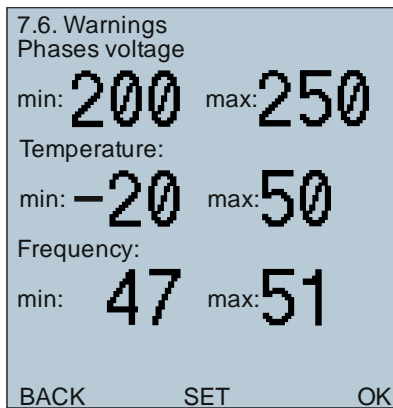 7.6. Warnings
Phases voltage
min: 200 max: 250
Temperature:
min: -20 max: 50
Frequency:
min: 47 max: 51
BACK SET OK